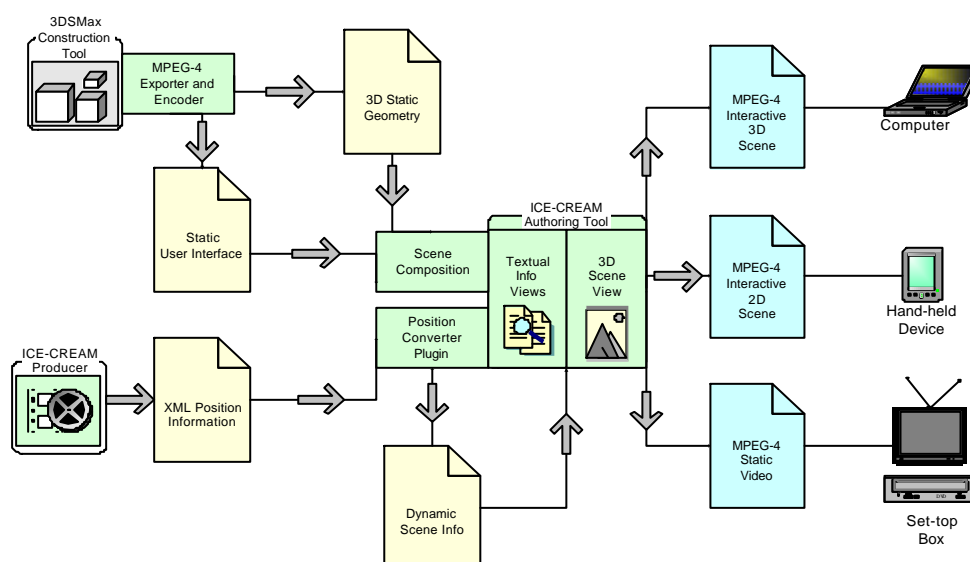 3DSMax
Construction
Tool
MPEG-4
Exporter and
Encoder
3D Static
Geometry
MPEG-4
Interactive
3D
Scene
Computer
Static
User Interface
Scene
Composition
ICE-CREAM
Authoring Tool
Textual
Info
Views
3D
Scene
View
MPEG-4
Interactive
2D
Scene
Hand-held
Device
Position
Converter
Plugin
ICE-CREAM
Producer
XML Position
Information
Dynamic
Scene Info
MPEG-4
Static
Video
Set-top
Box